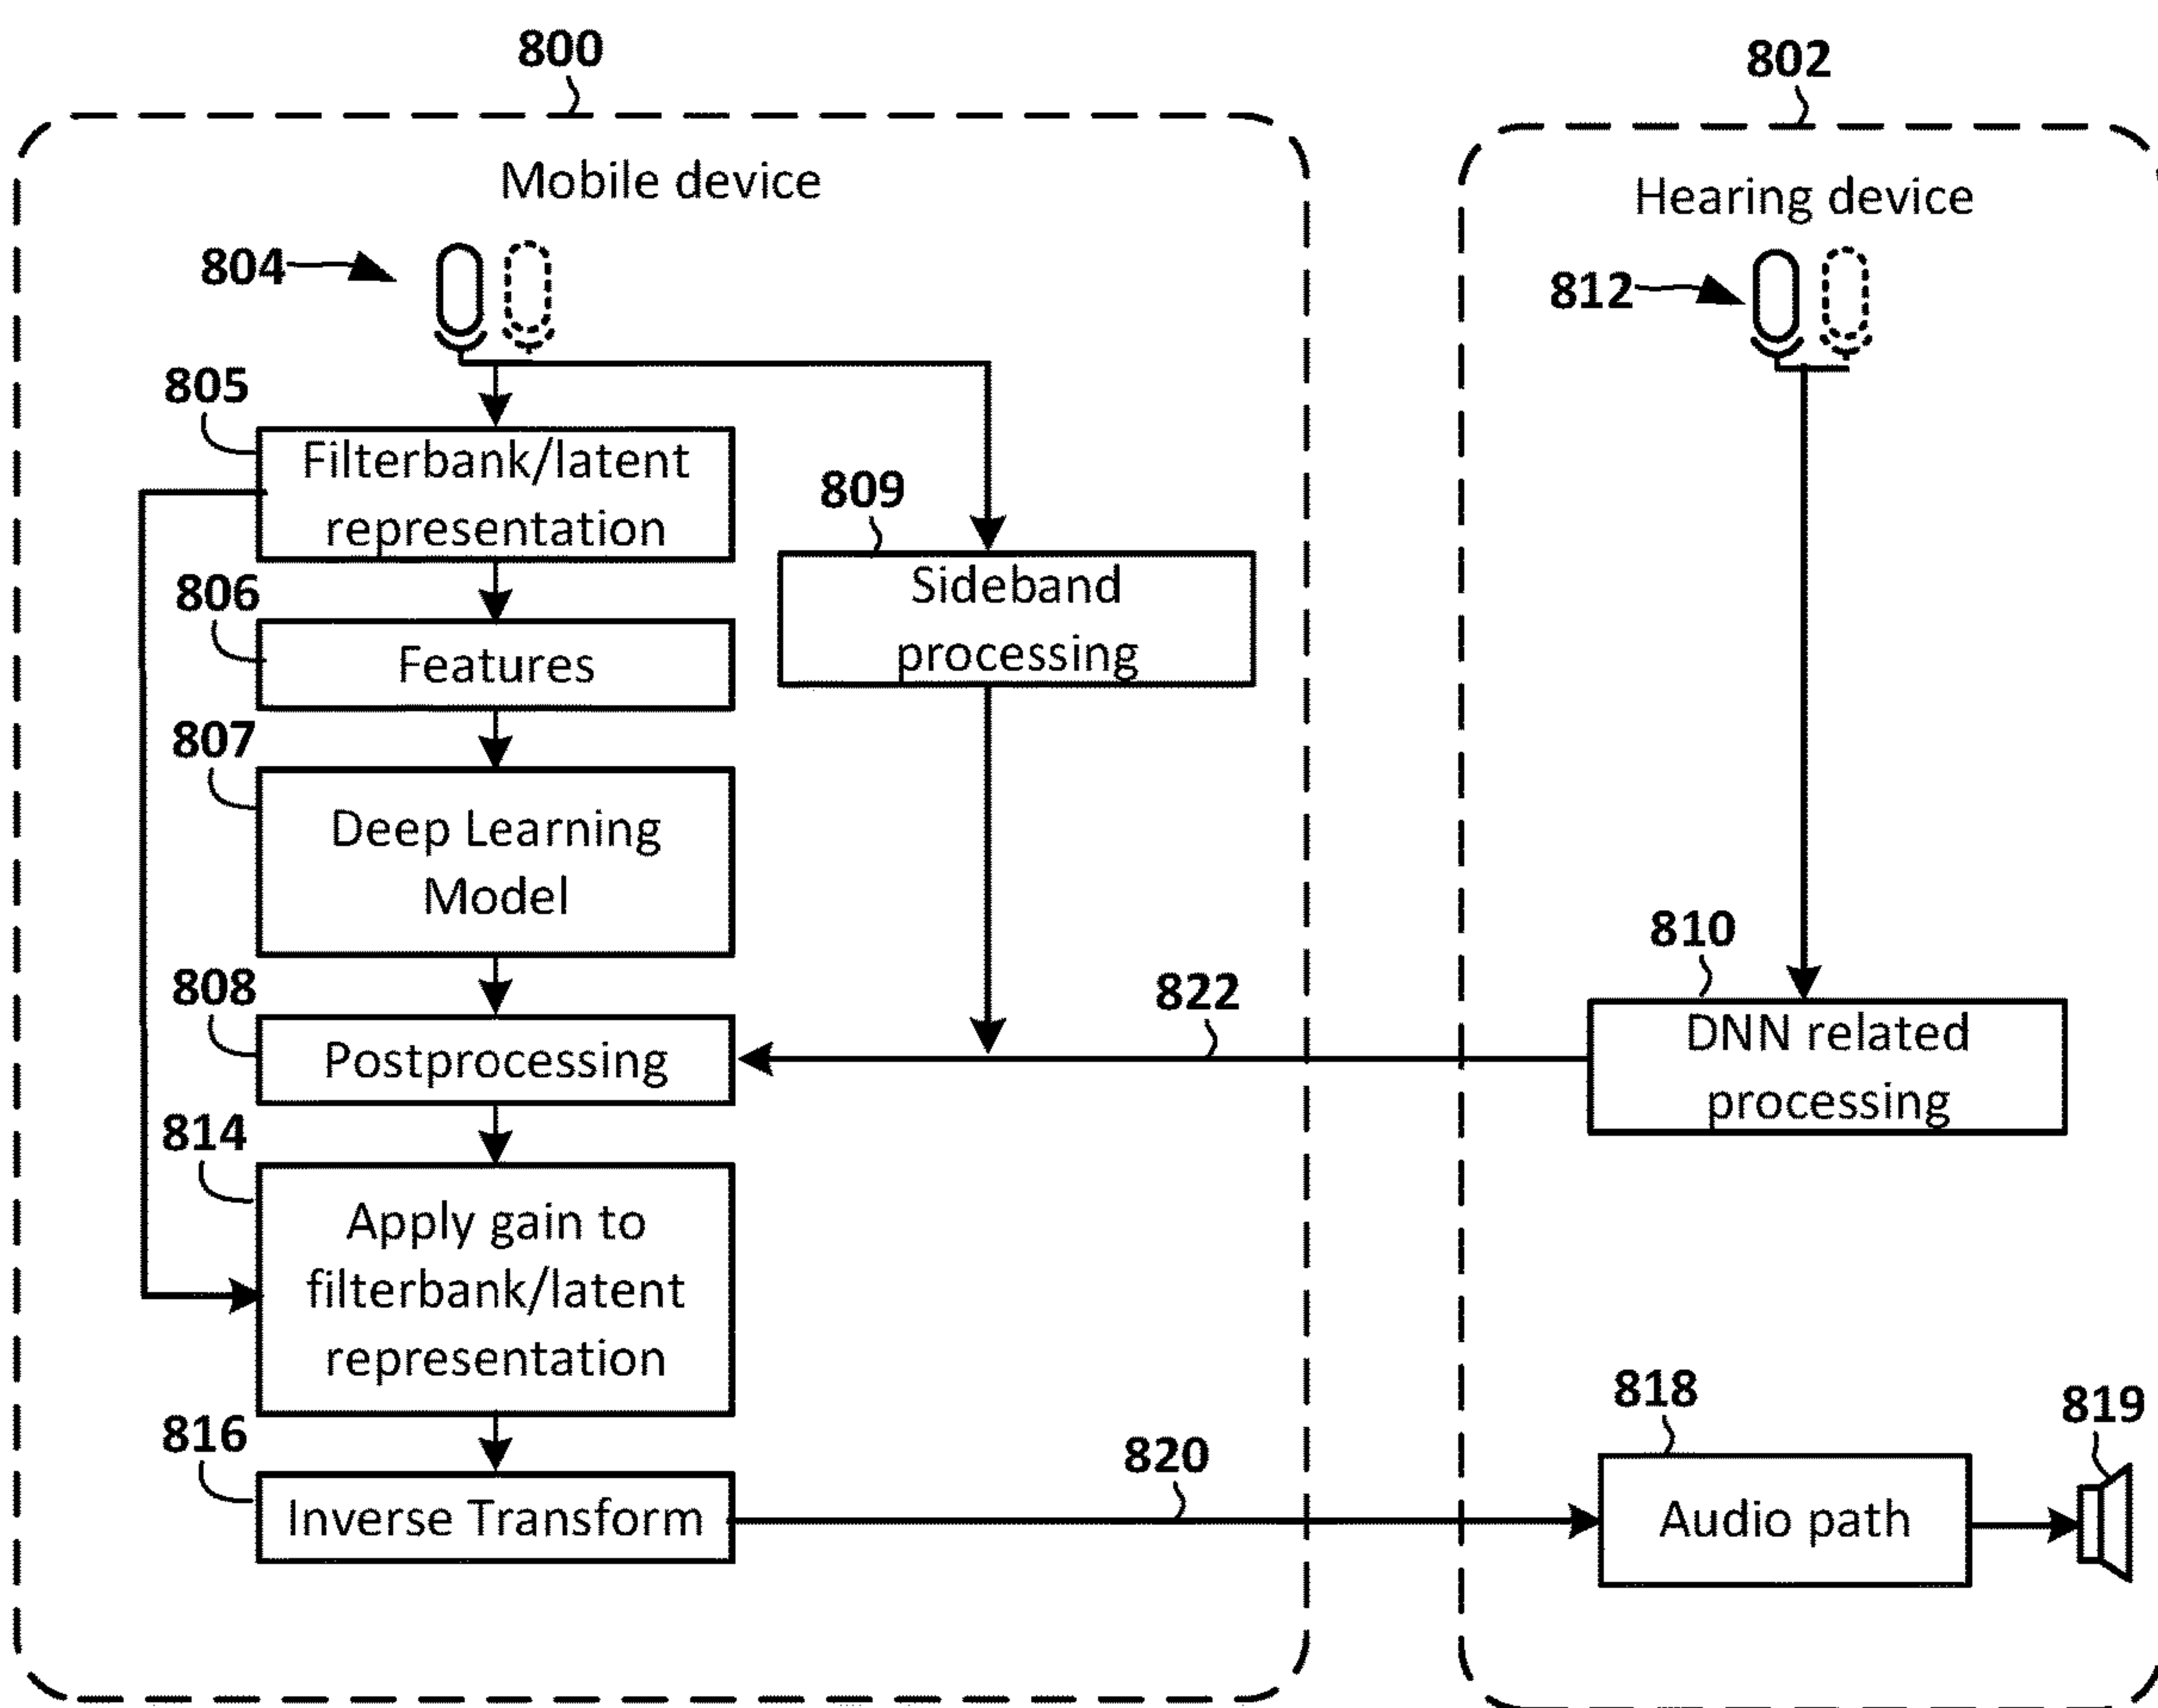 800
802
Mobile device
Hearing device
804
812
805
Filterbank/latent
representation
809
Sideband
processing
806
Features
807
Deep Learning
Model
810
DNN related
processing
808
Postprocessing
822
814
Apply gain to
filterbank/latent
representation
818
819
816
Inverse Transform
820
Audio path